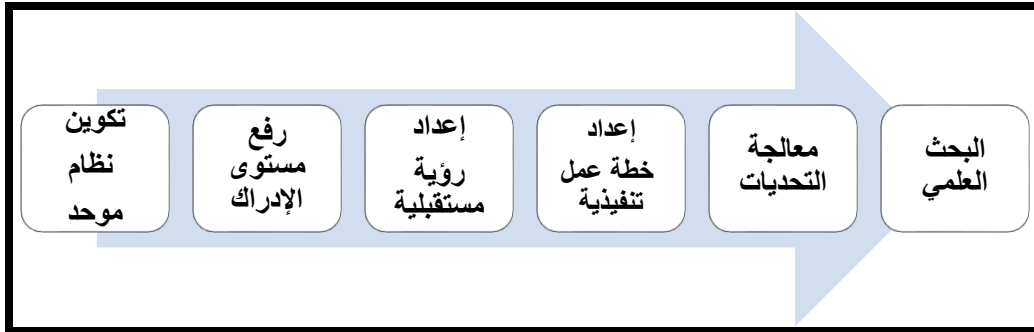 تكوين
نظام
موحد
رفع
مستوى
الإدراك
إعداد
رؤية
مستقبلية
إعداد
خطة عمل
تنفيذية
معالجة
التحديات
البحث
العلمي